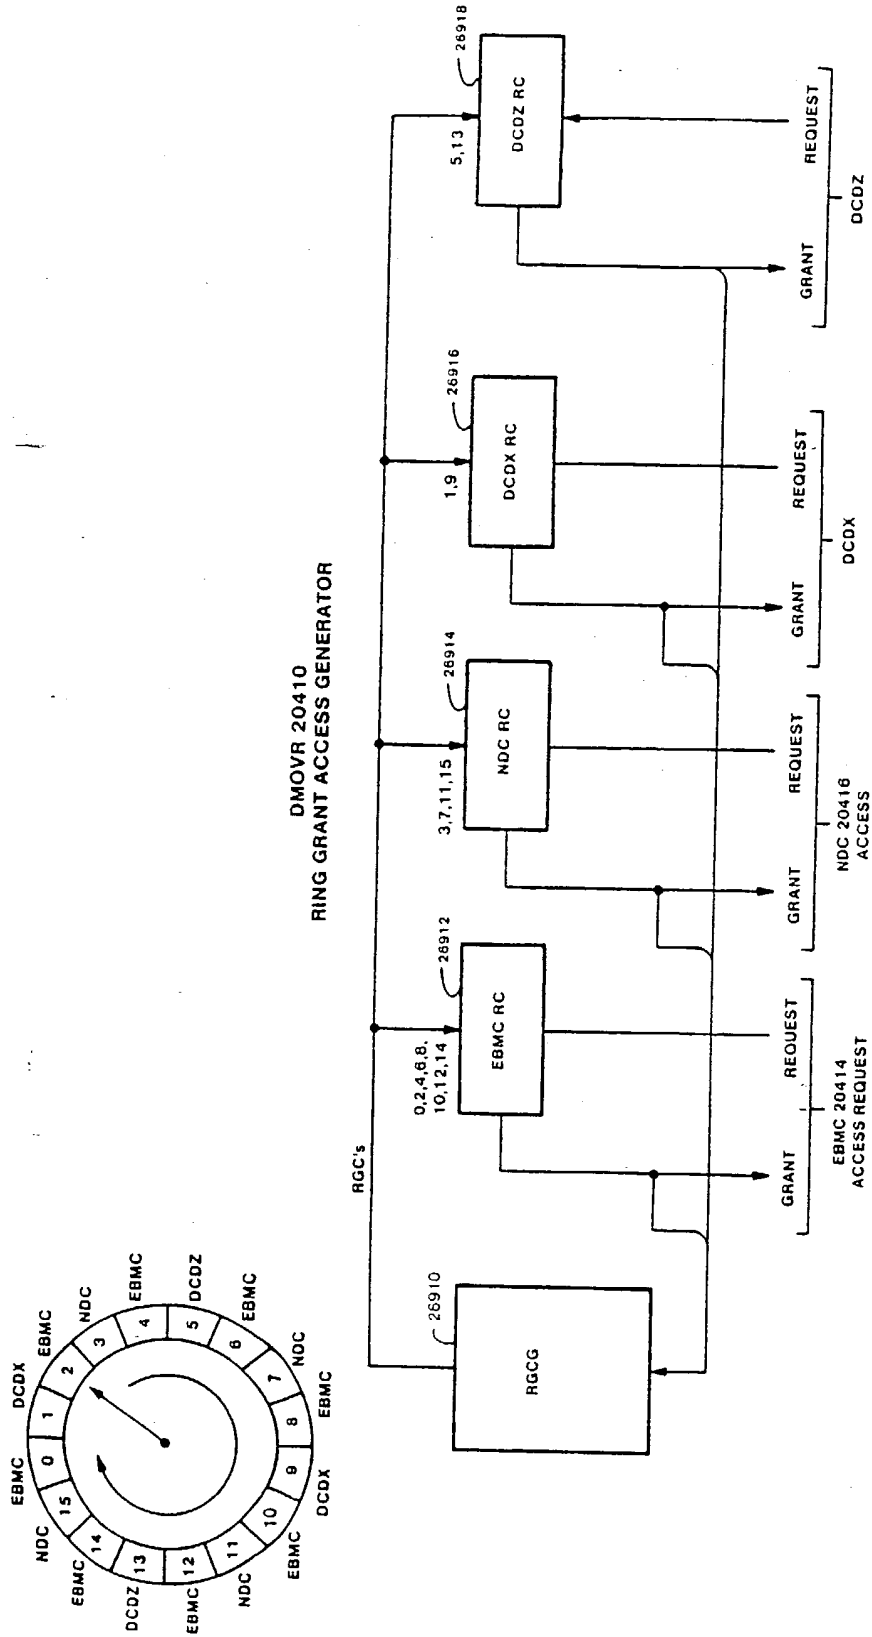 DMOVR 20410
RING GRANT ACCESS GENERATOR
EBMC
0
DCDX
1
EBMC
2
NDC
3
EBMC
4
DCDZ
5
EBMC
6
NDC
7
EBMC
8
DCDX
9
EBMC
10
NDC
11
EBMC
12
DCDZ
13
EBMC
14
NDC
15
RGC's
26910
RGCG
0,2,4,6,8,
10,12,14
26912
EBMC RC
3,7,11,15
26914
NDC RC
1,9
26916
DCDX RC
5,13
26918
DCDZ RC
GRANT
REQUEST
EBMC 20414
ACCESS REQUEST
GRANT
REQUEST
NDC 20416
ACCESS
GRANT
REQUEST
DCDX
GRANT
REQUEST
DCDZ